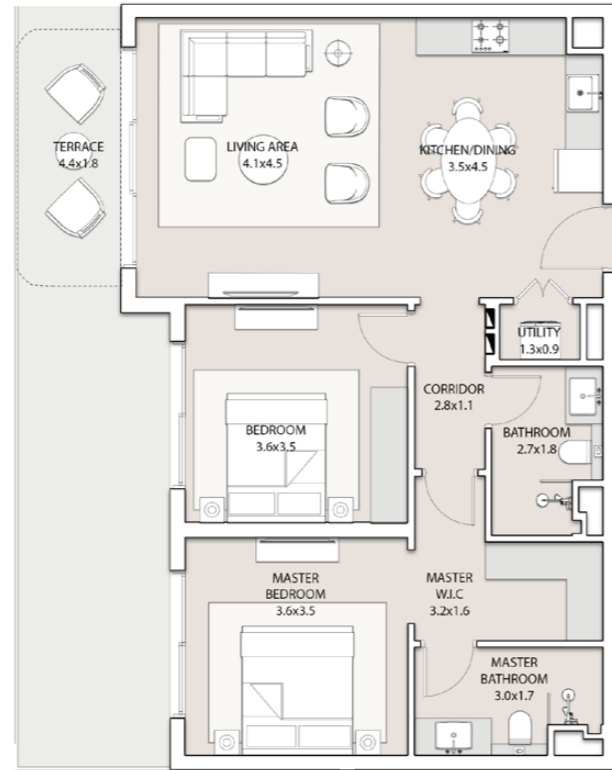 TERRACE
4.4x1.8
LIVING AREA
4.1x4.5
KITCHEN/DINING
3.5x4.5
UTILITY
1.3x0.9
CORRIDOR
2.8x1.1
BATHROOM
2.7x1.8
BEDROOM
3.6x3.5
MASTER
BEDROOM
3.6x3.5
MASTER
W.I.C
3.2x1.6
MASTER
BATHROOM
3.0x1.7